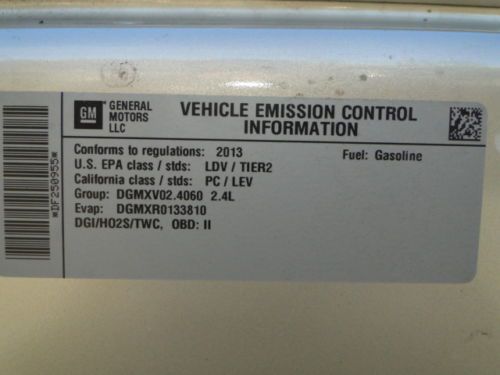 GM
GENERAL
MOTORS
LLC
VEHICLE EMISSION CONTROL
INFORMATION
Conforms to regulations: 2013
Fuel: Gasoline
U.S. EPA class / stds: LDV / TIER2
California class / stds: PC / LEV
Group: DGMXV02.4060 2.4L
Evap: DGMXR0133810
DGI/HO2S/TWC, OBD: II
*DF250955*